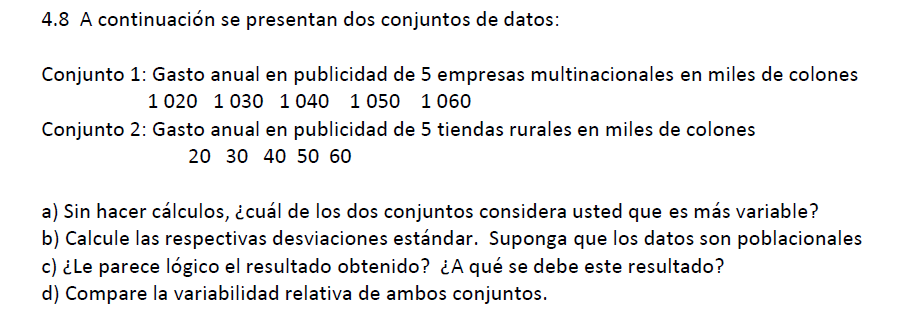 4.8 A continuación se presentan dos conjuntos de datos:
Conjunto 1: Gasto anual en publicidad de 5 empresas multinacionales en miles de colones
1 020 1 030 1 040 1 050 1 060
Conjunto 2: Gasto anual en publicidad de 5 tiendas rurales en miles de colones
20 30 40 50 60
a) Sin hacer cálculos, ¿cuál de los dos conjuntos considera usted que es más variable?
b) Calcule las respectivas desviaciones estándar. Suponga que los datos son poblacionales
c) ¿Le parece lógico el resultado obtenido? ¿A qué se debe este resultado?
d) Compare la variabilidad relativa de ambos conjuntos.